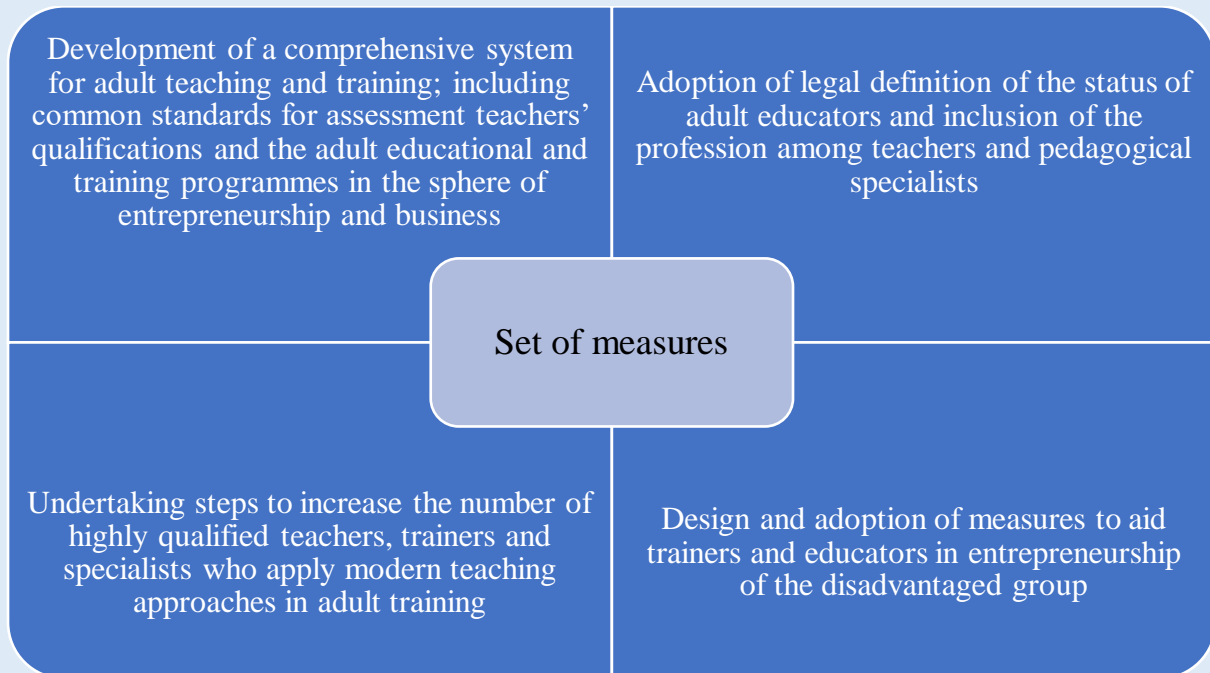 Development of a comprehensive system
for adult teaching and training; including
common standards for assessment teachers’
qualifications and the adult educational and
training programmes in the sphere of
entrepreneurship and business
Adoption of legal definition of the status of
adult educators and inclusion of the
profession among teachers and pedagogical
specialists
Set of measures
Undertaking steps to increase the number of
highly qualified teachers, trainers and
specialists who apply modern teaching
approaches in adult training
Design and adoption of measures to aid
trainers and educators in entrepreneurship
of the disadvantaged group